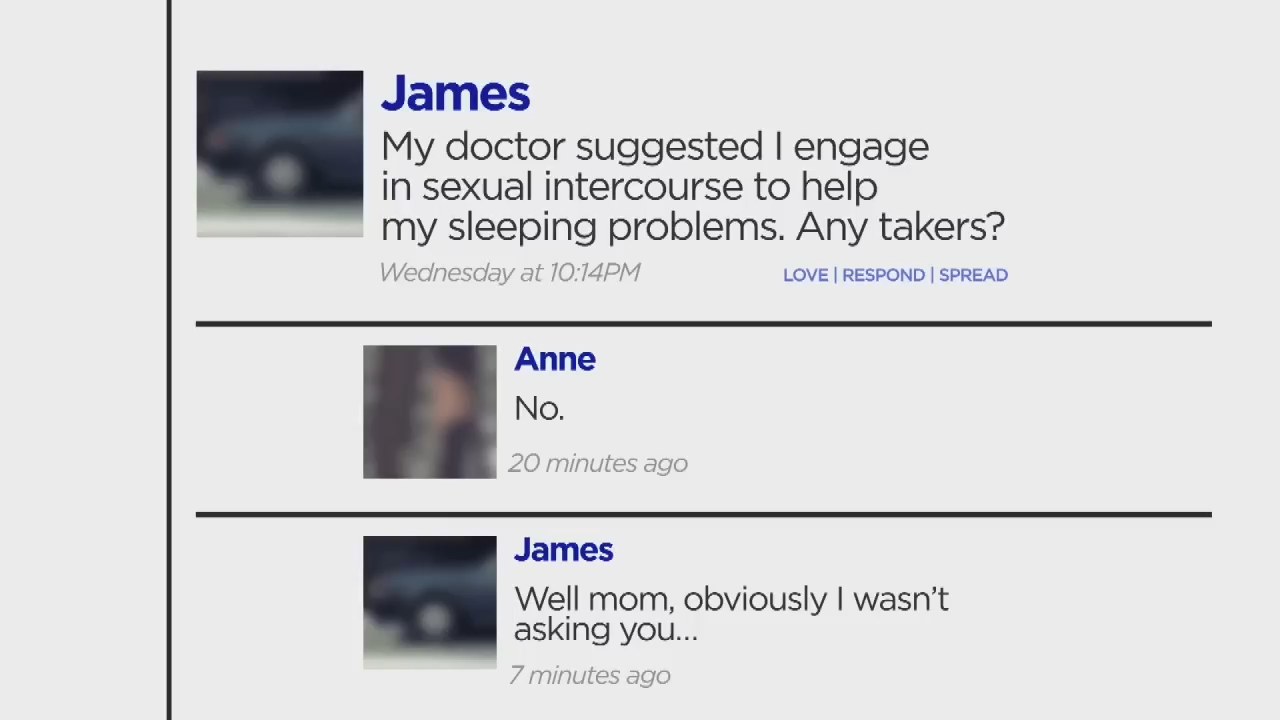 James
My doctor suggested I engage
in sexual intercourse to help
my sleeping problems. Any takers?
Wednesday at 10:14PM LOVE | RESPOND | SPREAD
Anne
No.
20 minutes ago
James
Well mom, obviously I wasn't
asking you...
7 minutes ago